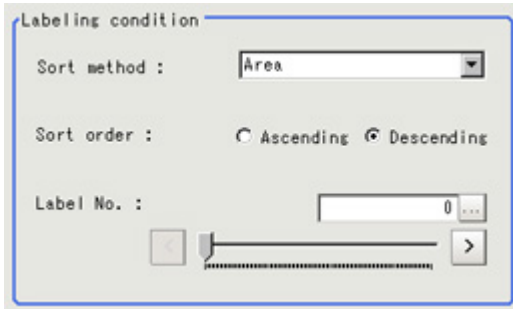 Labeling condition
Sort method : Area
Sort order : Ascending Descending
Label No. : 0 ...
< >